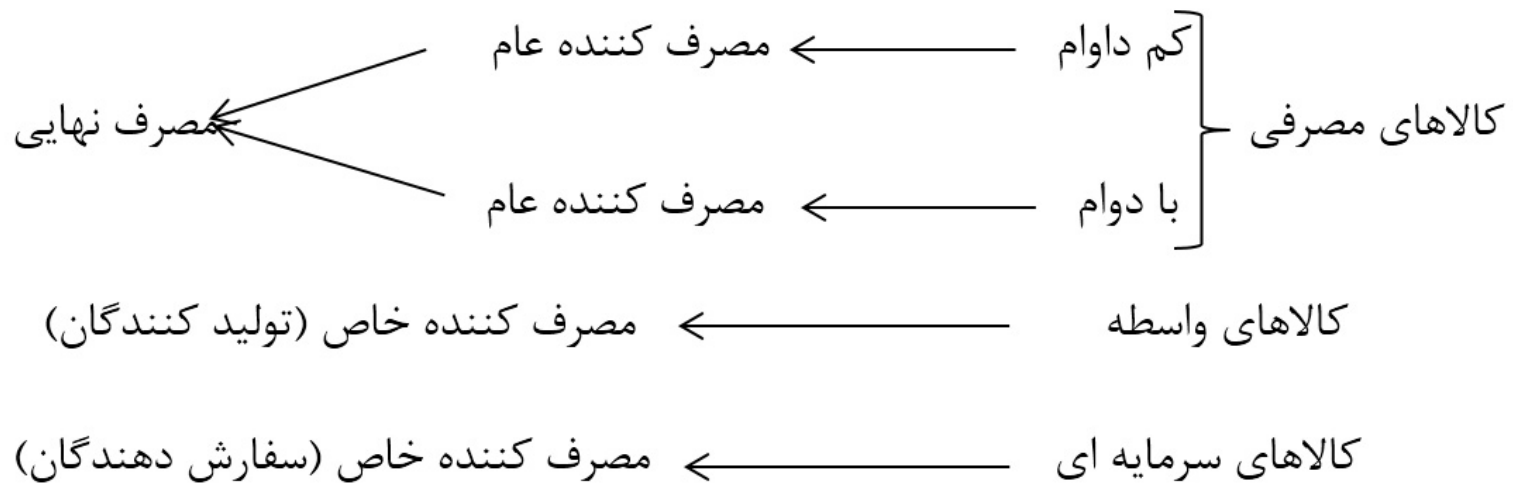 کم داوام مصرف کننده عام
کالاهای مصرفی مصرف نهایی
با دوام مصرف کننده عام
کالاهای واسطه مصرف کننده خاص (تولید کنندگان)
کالاهای سرمایه ای مصرف کننده خاص (سفارش دهندگان)